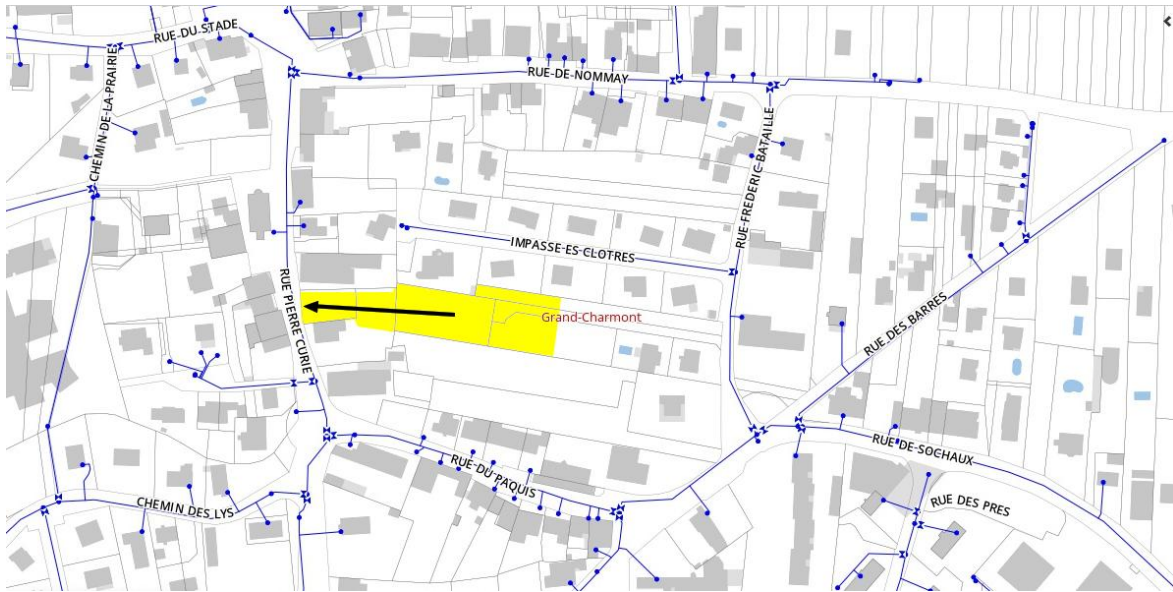 RUE-DU-STADE
RUE-DE-NOMMAY
CHEMIN-DE-LA-PRAIRIE
RUE-FREDERIC-BATAILLE
IMPASSE-ES-CLOTRES
RUE PIERRE-CURIE
Grand-Charmont
RUE DES BARRES
RUE-DE-SOCHAUX
RUE-DU-PAQUIS
CHEMIN DES LYS
RUE DES PRES